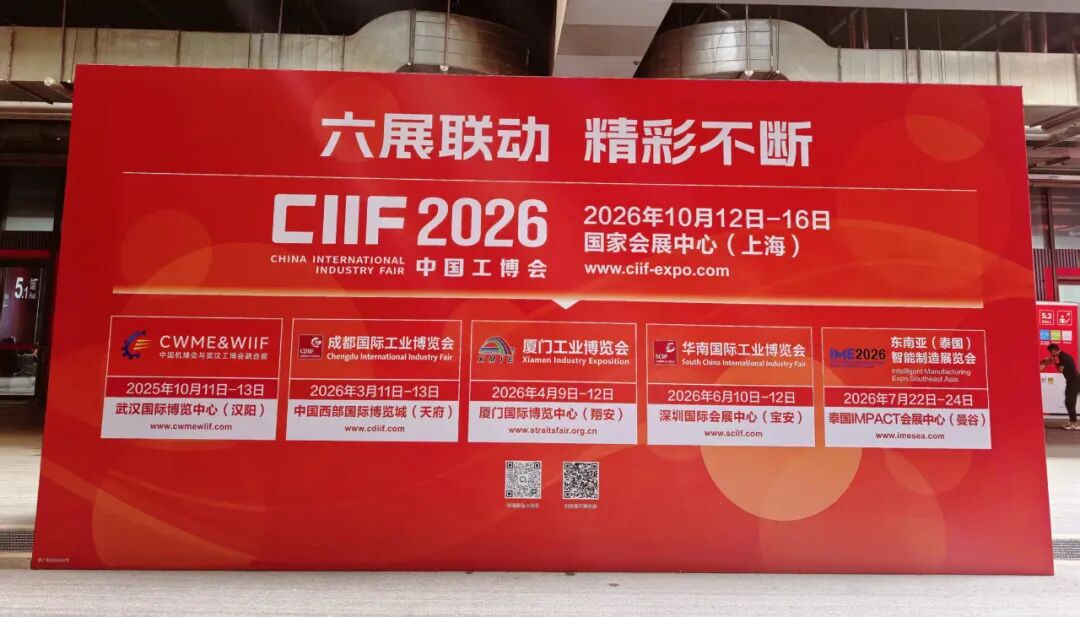 六展联动 精彩不断
CIIF 2026
CHINA INTERNATIONAL
INDUSTRY FAIR
中国工博会
2026年10月12日-16日
国家会展中心（上海）
www.ciif-expo.com
CWME&WIIF
中国机博会与武汉工博会融合展
2025年10月11日-13日
武汉国际博览中心（汉阳）
www.cwmewiif.com
CDIIF
成都国际工业博览会
Chengdu International Industry Fair
2026年3月11日-13日
中国西部国际博览城（天府）
www.cdiif.com
XMIE
厦门工业博览会
Xiamen Industry Exposition
2026年4月9日-12日
厦门国际博览中心（翔安）
www.straitsfair.org.cn
SCIIF
华南国际工业博览会
South China International Industry Fair
2026年6月10日-12日
深圳国际会展中心（宝安）
www.sciif.com
IME2026
东南亚（泰国）
智能制造展览会
Intelligent Manufacturing
Expo Southeast Asia
2026年7月22日-24日
泰国IMPACT会展中心（曼谷）
www.imesea.com
5.1
5.2